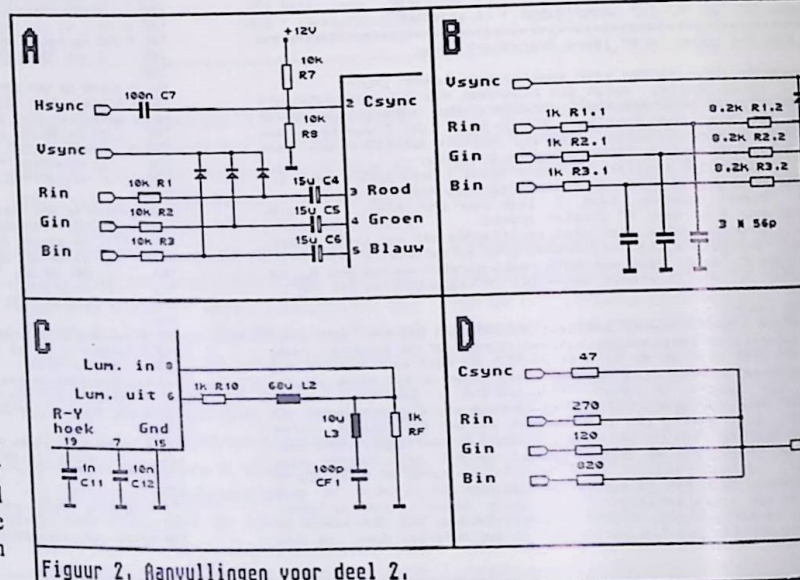 A
+12V
10k
R7
Hsync
100n C7
2 Csync
10k
R8
Vsync
Rin
10k R1
15u C4
3 Rood
Gin
10k R2
15u C5
4 Groen
Bin
10k R3
15u C6
5 Blauw
B
Vsync
Rin
1k R1.1
8.2k R1.2
Gin
1k R2.1
8.2k R2.2
Bin
1k R3.1
8.2k R3.2
3 x 56p
C
Lum. in 8
Lum. uit 6
1k R10
68u L2
R-Y
hoek
Gnd
19
7
15
1n
C11
10n
C12
10u
L3
1k
RF
100p
CF1
D
Csync
47
Rin
270
Gin
120
Bin
820
Figuur 2. Aanvullingen voor deel 2.